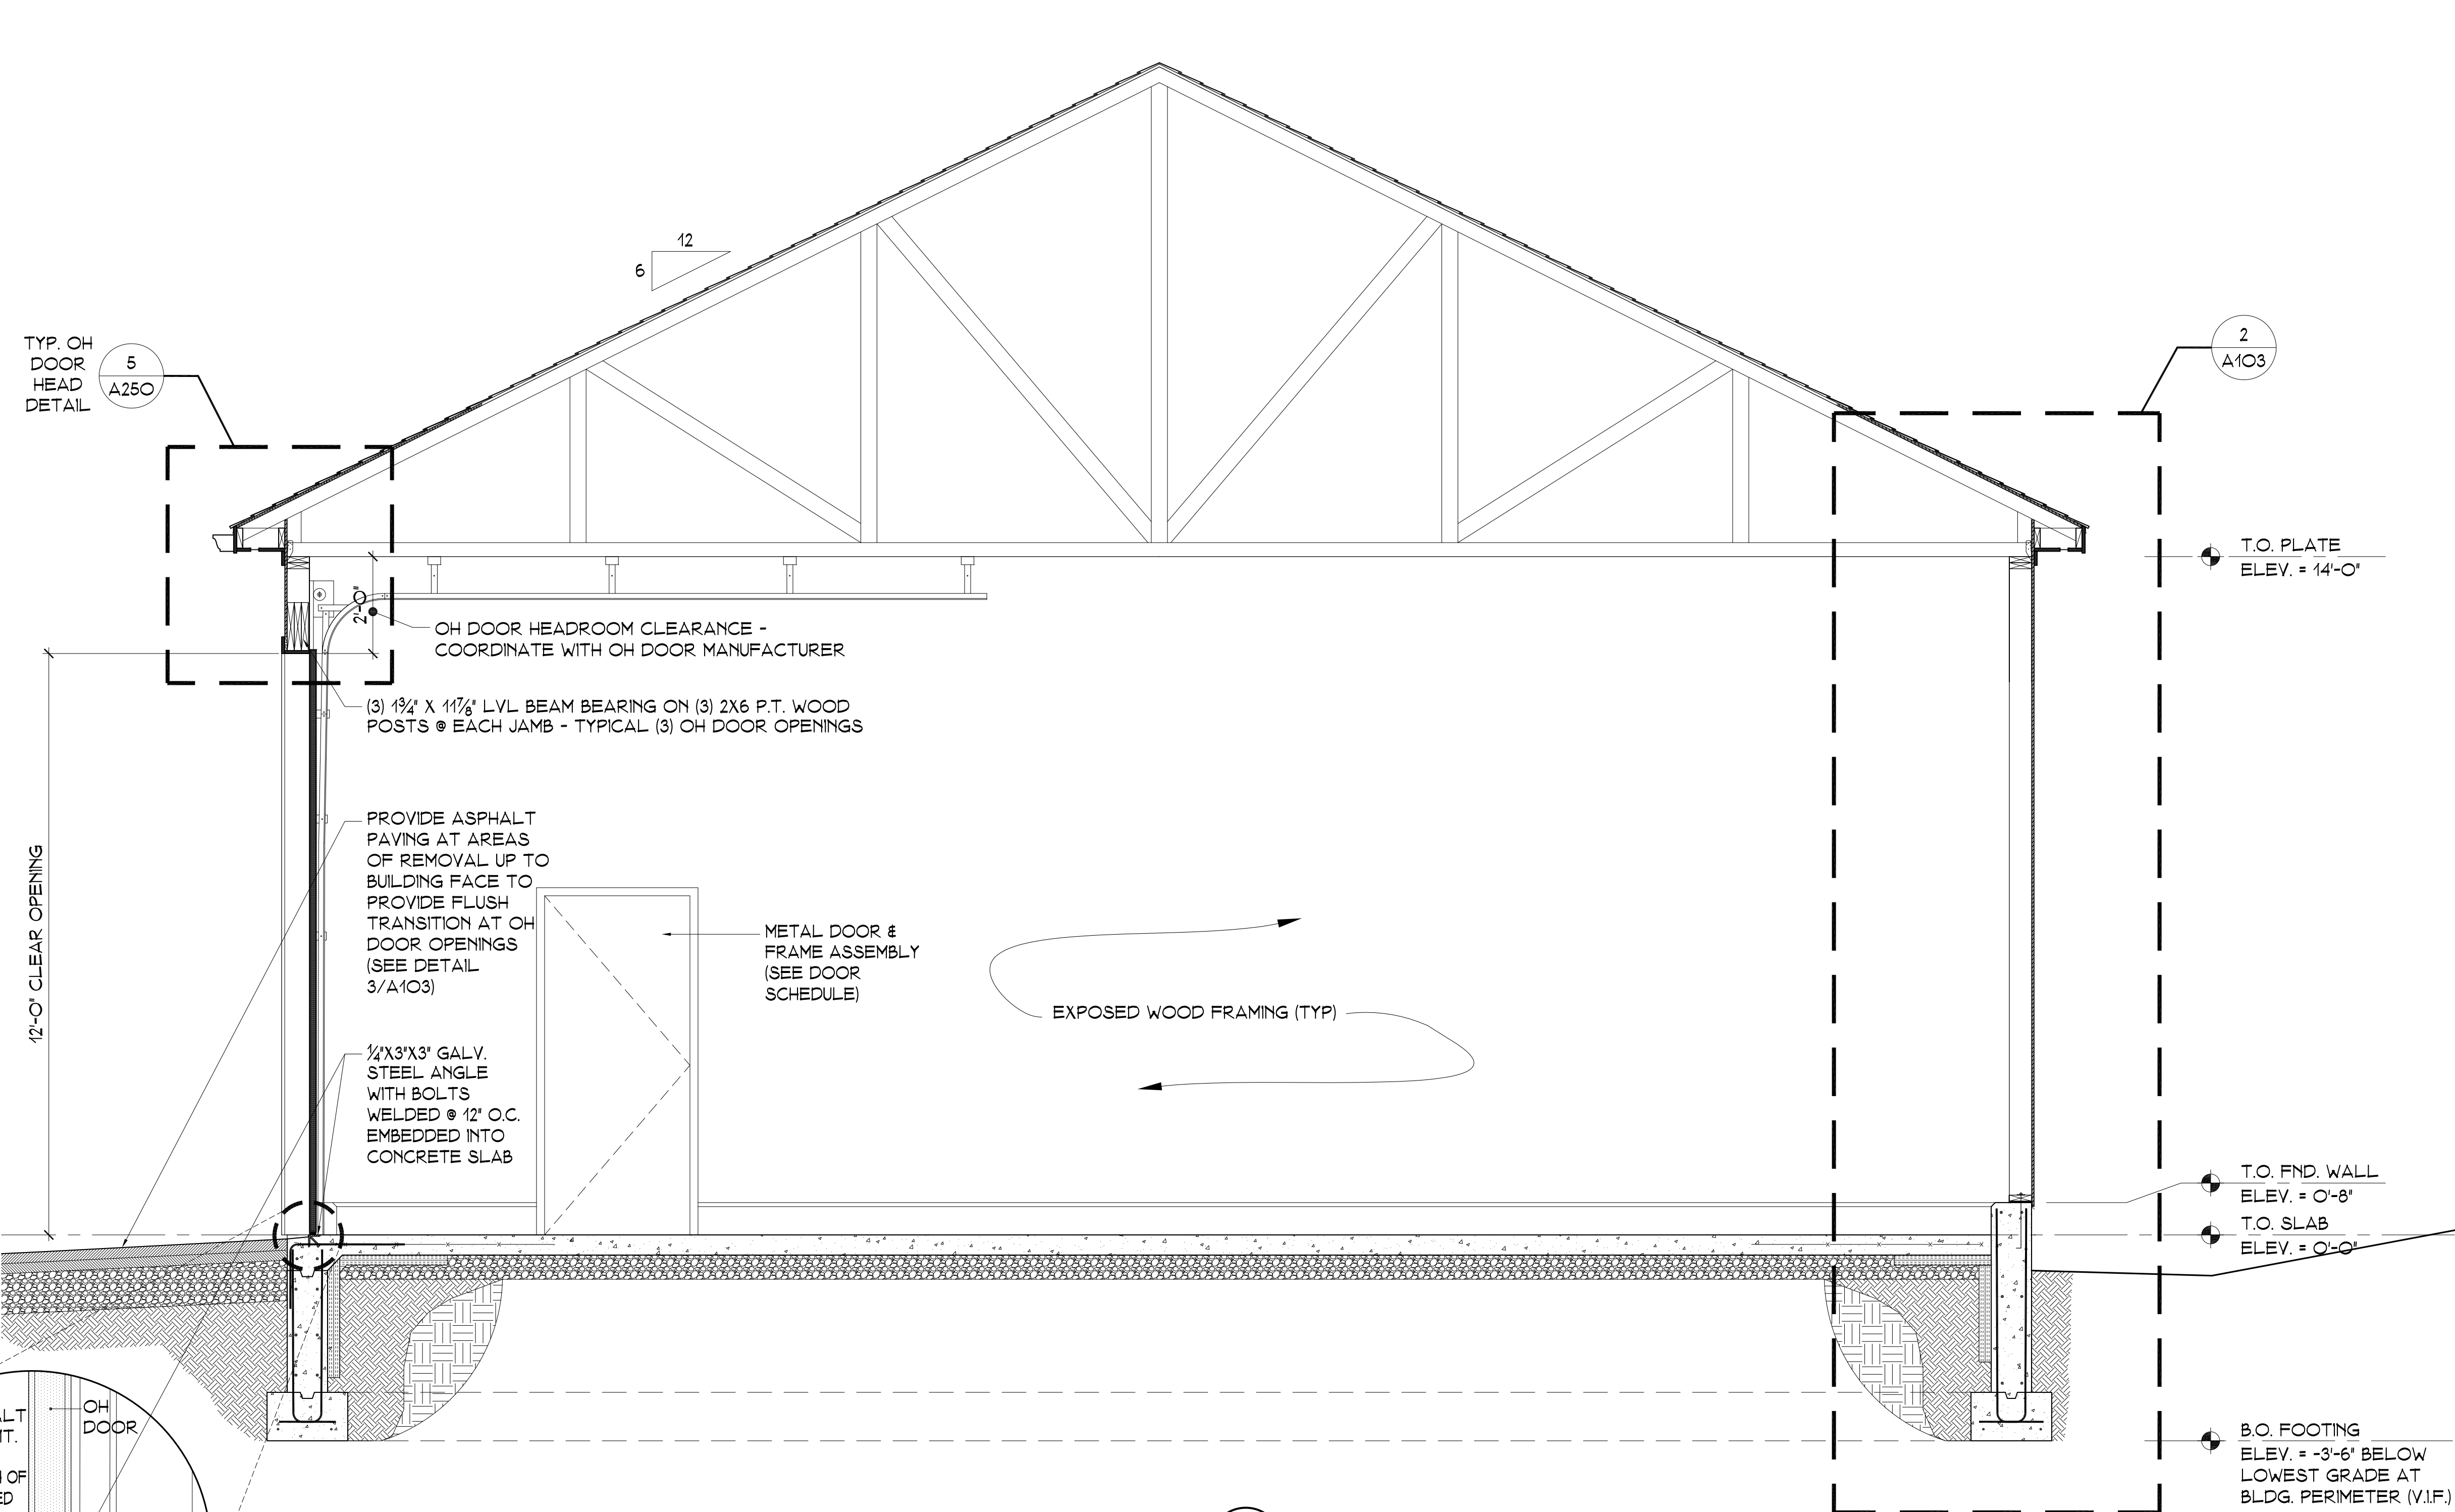 12
6
TYP. OH
DOOR
HEAD
DETAIL
5
A250
2
A103
T.O. PLATE
ELEV. = 14'-0"
2'-0"
OH DOOR HEADROOM CLEARANCE -
COORDINATE WITH OH DOOR MANUFACTURER
(3) 1¾" X 11⅞" LVL BEAM BEARING ON (3) 2X6 P.T. WOOD
POSTS @ EACH JAMB - TYPICAL (3) OH DOOR OPENINGS
12'-0" CLEAR OPENING
PROVIDE ASPHALT
PAVING AT AREAS
OF REMOVAL UP TO
BUILDING FACE TO
PROVIDE FLUSH
TRANSITION AT OH
DOOR OPENINGS
(SEE DETAIL
3/A103)
METAL DOOR &
FRAME ASSEMBLY
(SEE DOOR
SCHEDULE)
EXPOSED WOOD FRAMING (TYP)
¼"X3"X3" GALV.
STEEL ANGLE
WITH BOLTS
WELDED @ 12" O.C.
EMBEDDED INTO
CONCRETE SLAB
T.O. FND. WALL
ELEV. = 0'-8"
T.O. SLAB
ELEV. = 0'-0"
OH
DOOR
OF
B.O. FOOTING
ELEV. = -3'-6" BELOW
LOWEST GRADE AT
BLDG. PERIMETER (V.I.F.)